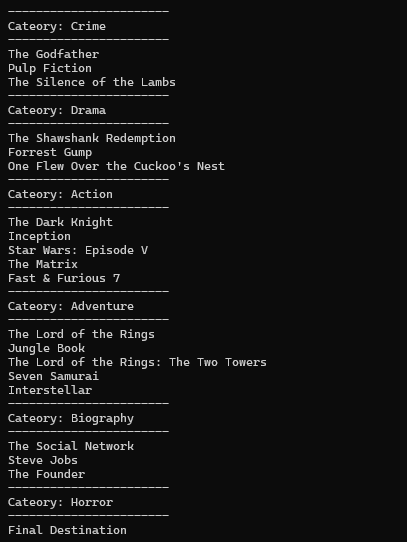 -----------------------
Cateory: Crime
-----------------------
The Godfather
Pulp Fiction
The Silence of the Lambs
-----------------------
Cateory: Drama
-----------------------
The Shawshank Redemption
Forrest Gump
One Flew Over the Cuckoo's Nest
-----------------------
Cateory: Action
-----------------------
The Dark Knight
Inception
Star Wars: Episode V
The Matrix
Fast & Furious 7
-----------------------
Cateory: Adventure
-----------------------
The Lord of the Rings
Jungle Book
The Lord of the Rings: The Two Towers
Seven Samurai
Interstellar
-----------------------
Cateory: Biography
-----------------------
The Social Network
Steve Jobs
The Founder
-----------------------
Cateory: Horror
-----------------------
Final Destination